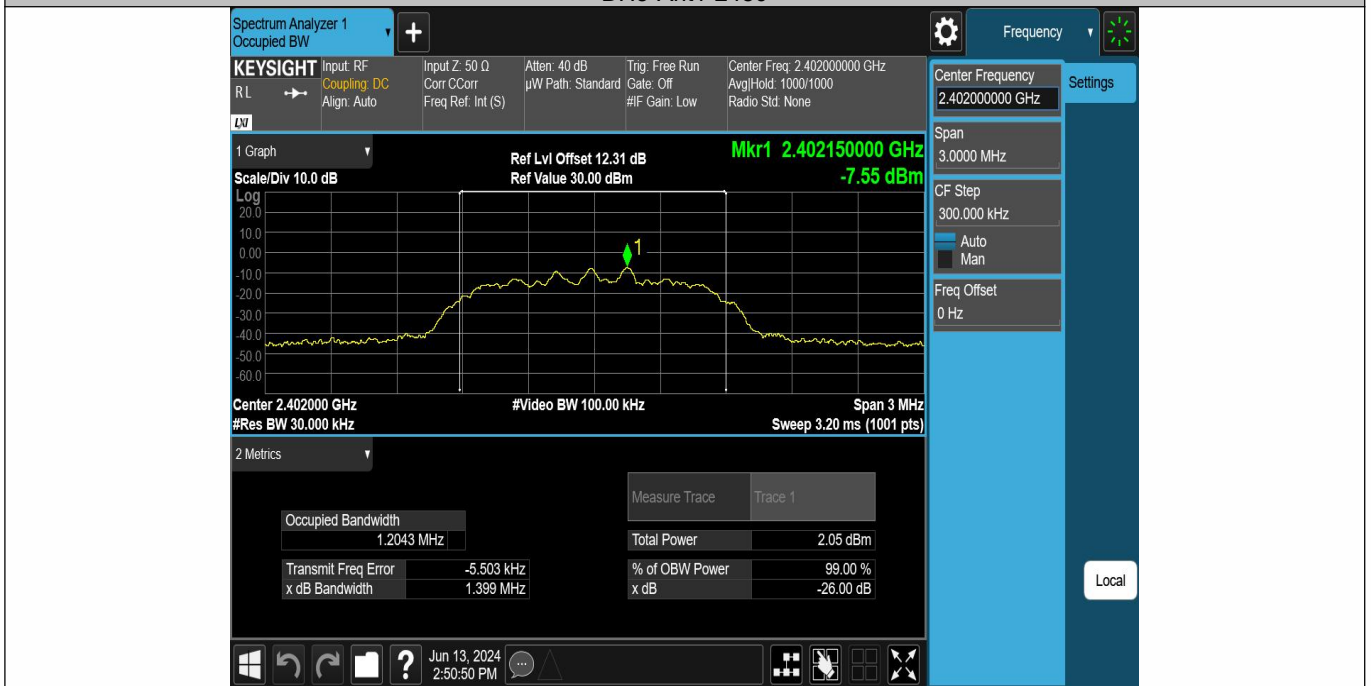 Spectrum Analyzer 1
Occupied BW
Frequency
KEYSIGHT
RL
LXI
Input: RF
Coupling: DC
Align: Auto
Input Z: 50 Ω
Corr CCorr
Freq Ref: Int (S)
Atten: 40 dB
µW Path: Standard
Trig: Free Run
Gate: Off
#IF Gain: Low
Center Freq: 2.402000000 GHz
Avg|Hold: 1000/1000
Radio Std: None
Center Frequency
2.402000000 GHz
Settings
Span
3.0000 MHz
CF Step
300.000 kHz
Auto
Man
Freq Offset
0 Hz
1 Graph
Scale/Div 10.0 dB
Ref Lvl Offset 12.31 dB
Ref Value 30.00 dBm
Mkr1 2.402150000 GHz
-7.55 dBm
Log
20.0
10.0
0.00
-10.0
-20.0
-30.0
-40.0
-50.0
-60.0
1
Center 2.402000 GHz
#Res BW 30.000 kHz
#Video BW 100.00 kHz
Span 3 MHz
Sweep 3.20 ms (1001 pts)
2 Metrics
Measure Trace Trace 1
Occupied Bandwidth
1.2043 MHz
Total Power 2.05 dBm
Transmit Freq Error -5.503 kHz
% of OBW Power 99.00 %
x dB Bandwidth 1.399 MHz
x dB -26.00 dB
Local
Jun 13, 2024
2:50:50 PM